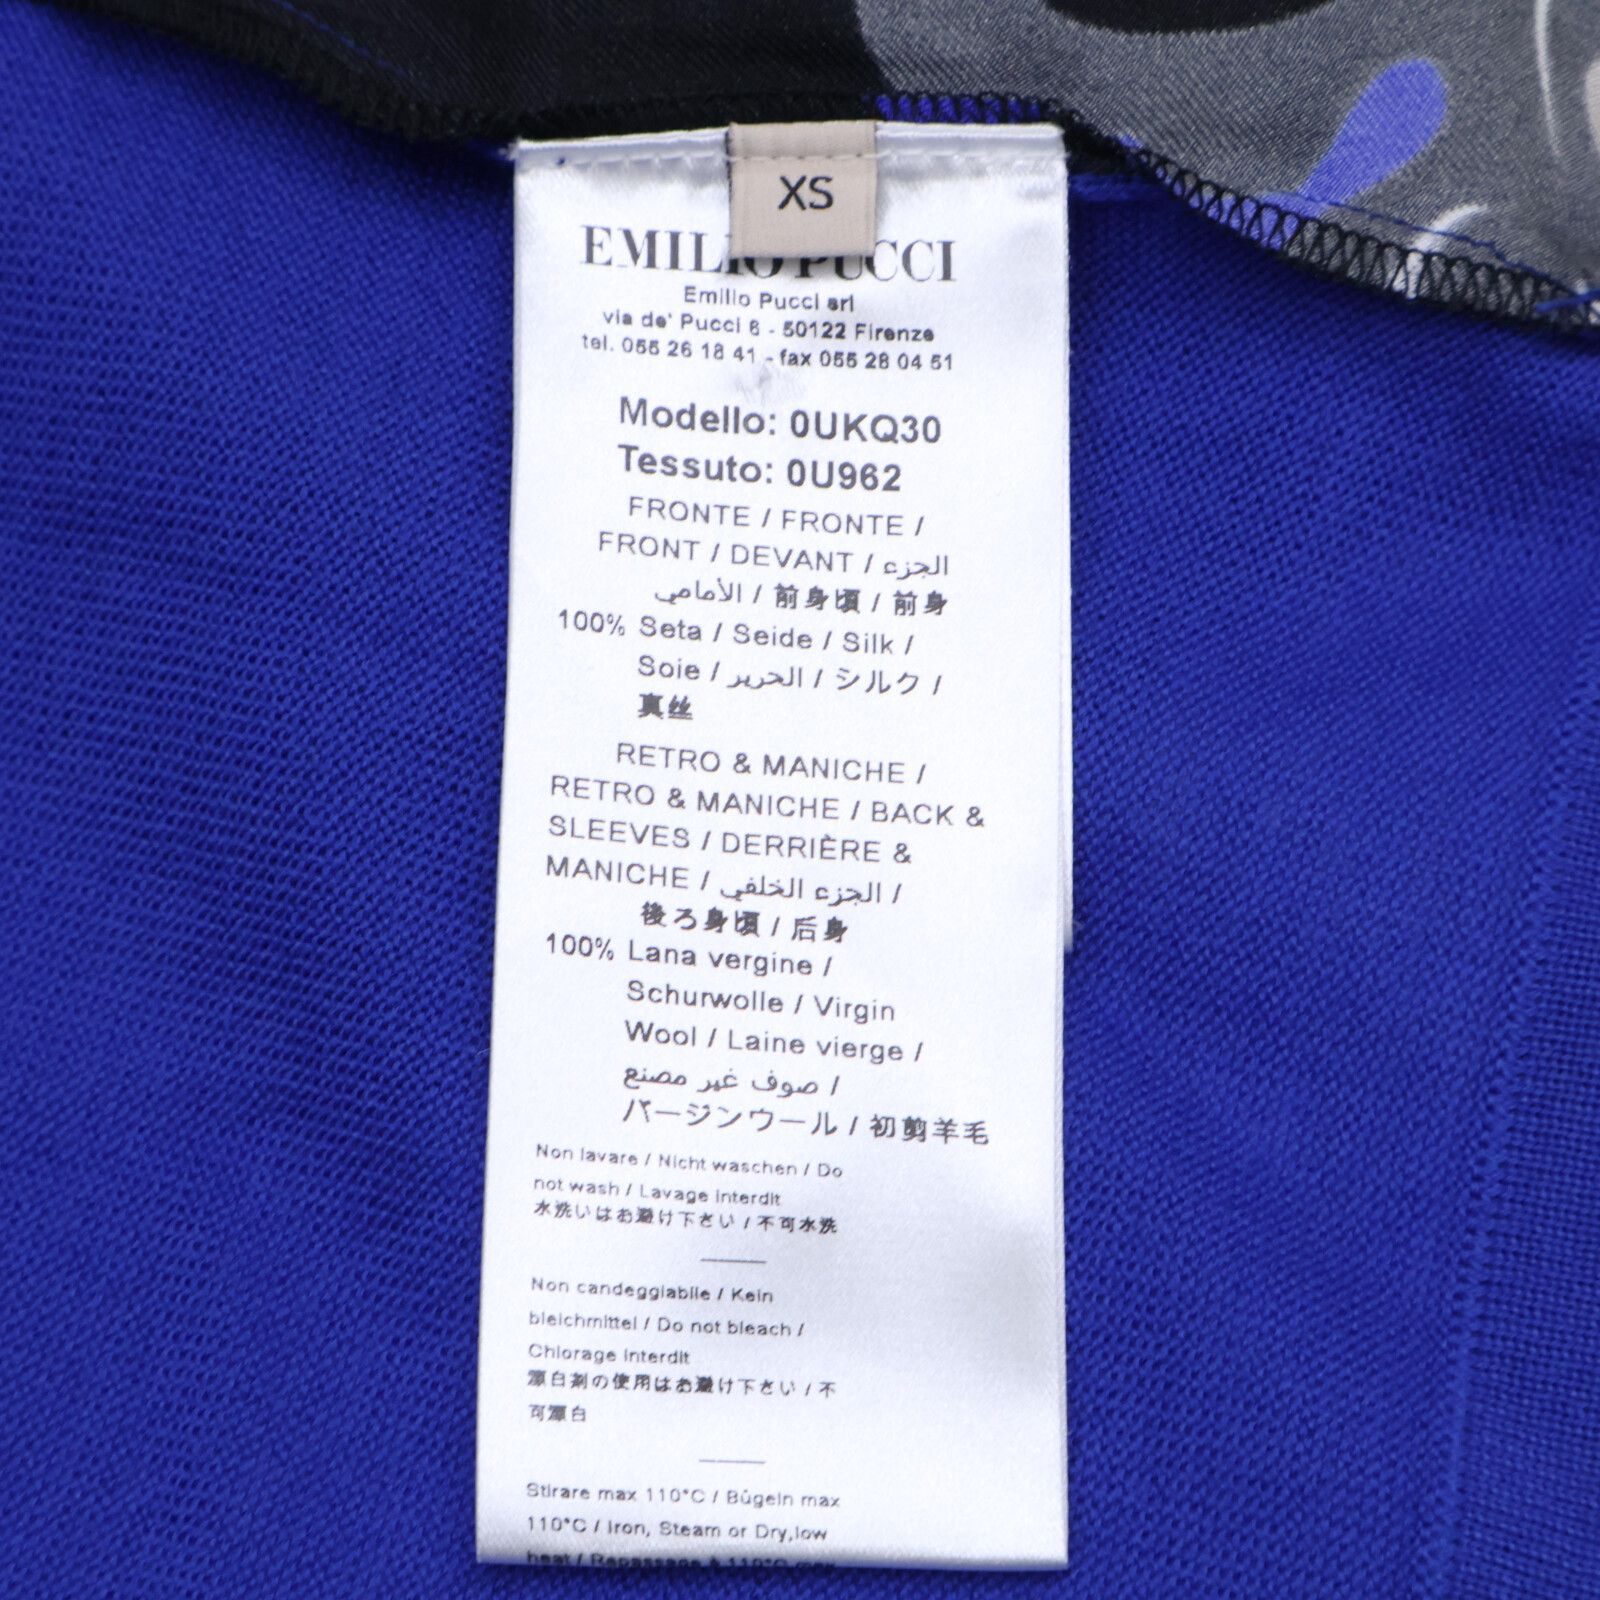 XS
EMILIO PUCCI
Emilio Pucci srl
via de' Pucci 6 - 50122 Firenze
tel. 055 26 18 41 - fax 055 28 04 51
Modello: 0UKQ30
Tessuto: 0U962
FRONTE / FRONTE /
FRONT / DEVANT / الجزء
الأمامي / 前身頃 / 前身
100% Seta / Seide / Silk /
Soie / الحرير / シルク /
真丝
RETRO & MANICHE /
RETRO & MANICHE / BACK &
SLEEVES / DERRIÈRE &
MANICHE / الجزء الخلفي /
後ろ身頃 / 后身
100% Lana vergine /
Schurwolle / Virgin
Wool / Laine vierge /
صوف غير مصنع /
バージンウール / 初剪羊毛
Non lavare / Nicht waschen / Do
not wash / Lavage interdit
水洗いはお避け下さい / 不可水洗
Non candeggiabile / Kein
bleichmittel / Do not bleach /
Chlorage interdit
漂白剤の使用はお避け下さい / 不
可漂白
Stirare max 110°C / Bügeln max
110°C / Iron, Steam or Dry,low
heat / Repassage à 110°C max